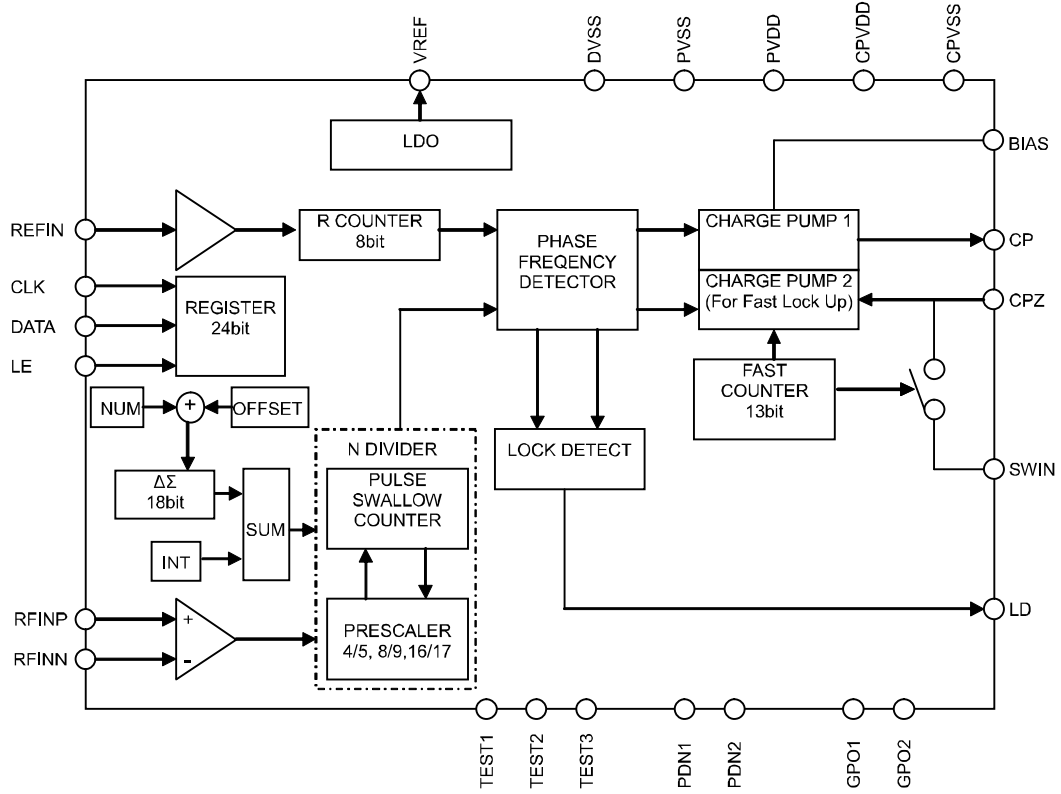 VREF
DVSS
PVSS
PVDD
CPVDD
CPVSS
LDO
BIAS
REFIN
R COUNTER
8bit
PHASE
FREQENCY
DETECTOR
CHARGE PUMP 1
CP
CHARGE PUMP 2
(For Fast Lock Up)
CPZ
CLK
DATA
LE
REGISTER
24bit
FAST
COUNTER
13bit
NUM
+
OFFSET
N DIVIDER
LOCK DETECT
SWIN
ΔΣ
18bit
SUM
PULSE
SWALLOW
COUNTER
INT
RFINP
RFINN
+
-
PRESCALER
4/5, 8/9,16/17
LD
TEST1
TEST2
TEST3
PDN1
PDN2
GPO1
GPO2